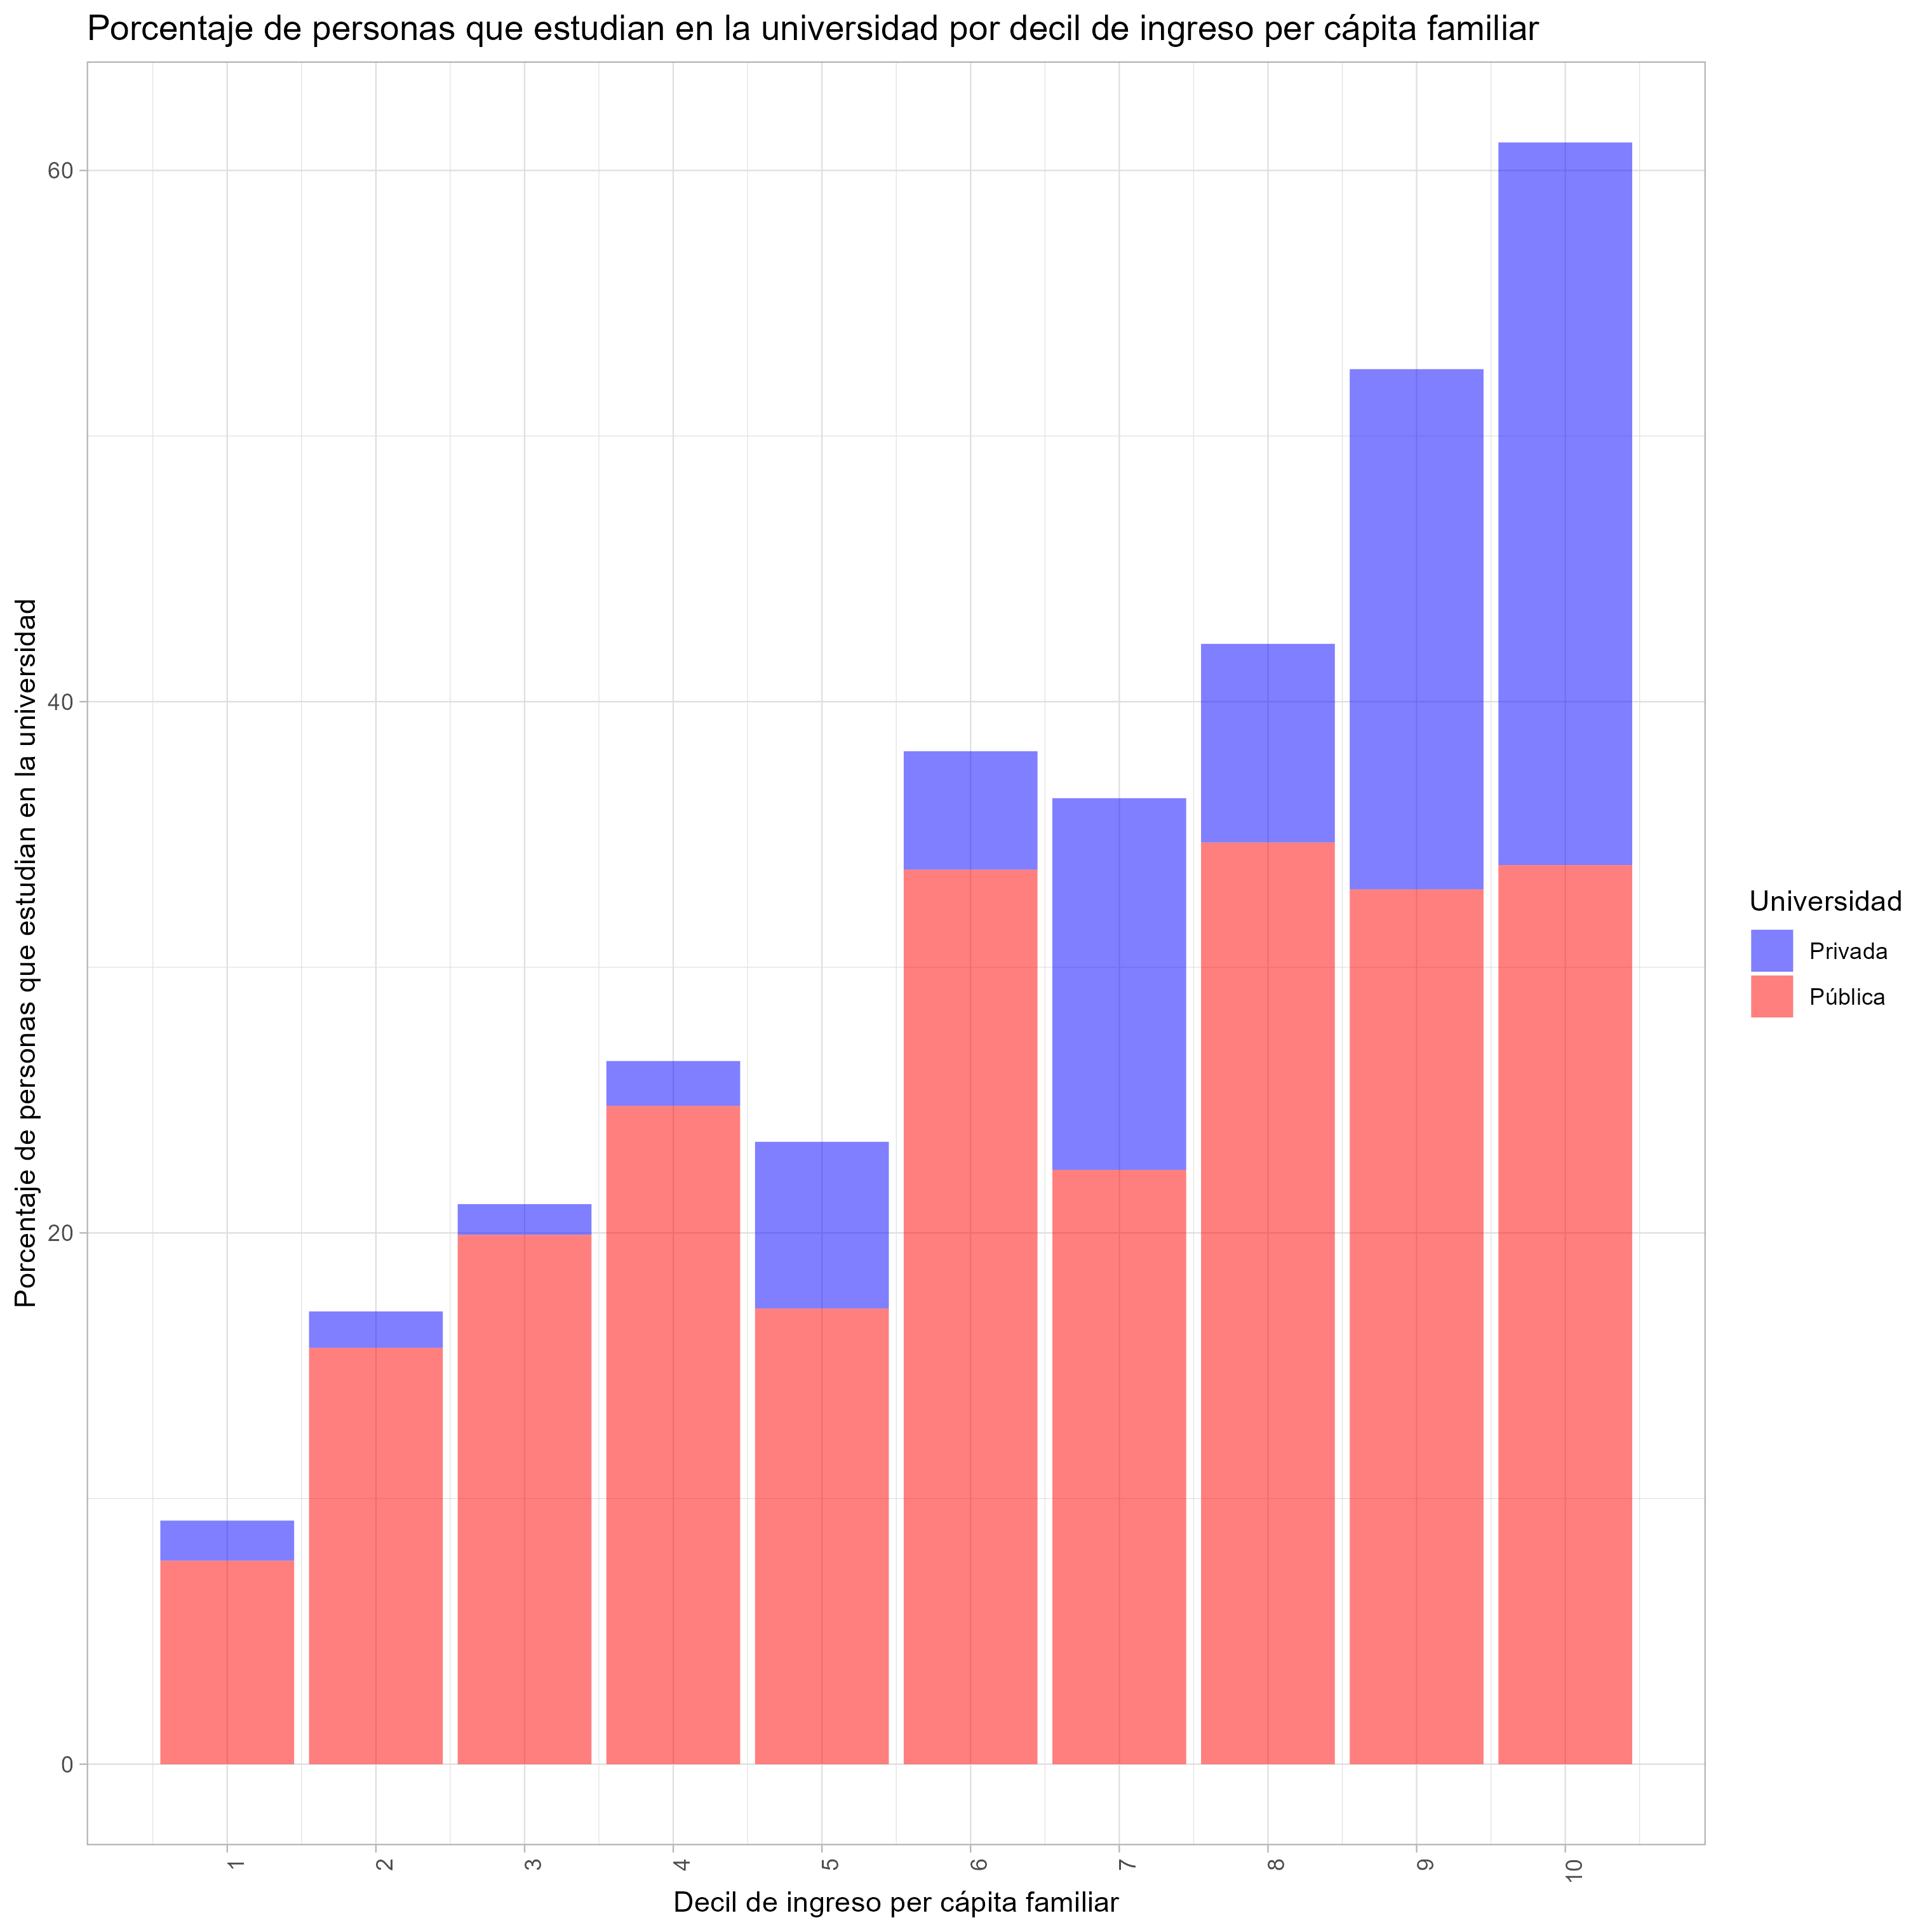 Porcentaje de personas que estudian en la universidad por decil de ingreso per cápita familiar
Porcentaje de personas que estudian en la universidad
60
40
20
0
1
2
3
4
5
6
7
8
9
10
Decil de ingreso per cápita familiar
Universidad
Privada
Pública